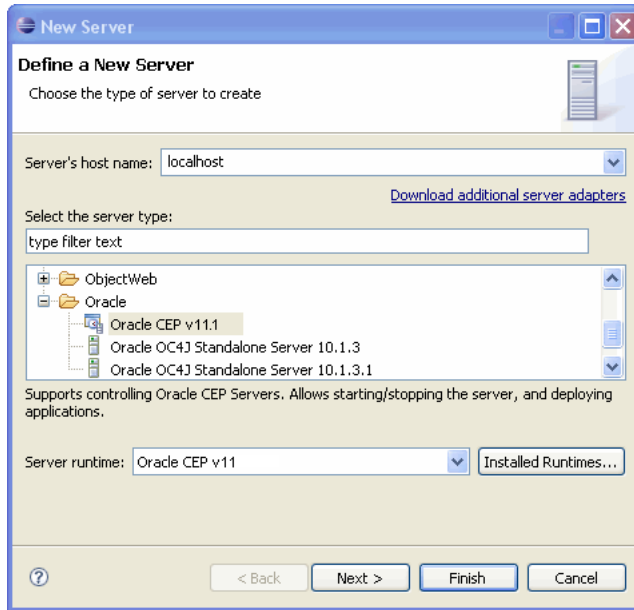 New Server
Define a New Server
Choose the type of server to create
Server's host name: localhost
Download additional server adapters
Select the server type:
type filter text
ObjectWeb
Oracle
Oracle CEP v11.1
Oracle OC4J Standalone Server 10.1.3
Oracle OC4J Standalone Server 10.1.3.1
Supports controlling Oracle CEP Servers. Allows starting/stopping the server, and deploying
applications.
Server runtime: Oracle CEP v11 Installed Runtimes...
? < Back Next > Finish Cancel